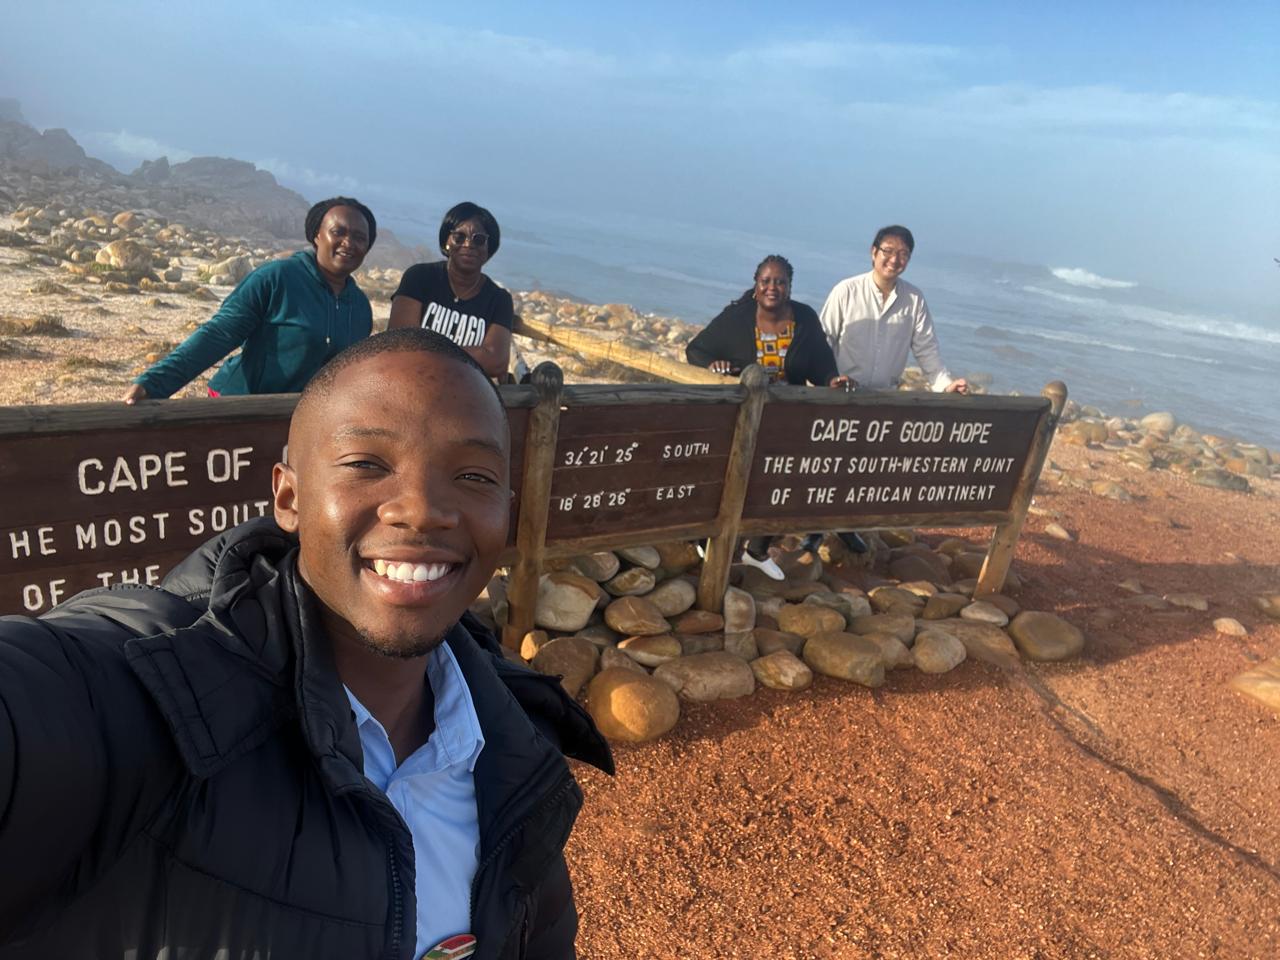 CAPE OF
HE MOST SOUT
OF THE
34° 21' 25" SOUTH
18° 28' 26" EAST
CAPE OF GOOD HOPE
THE MOST SOUTH-WESTERN POINT
OF THE AFRICAN CONTINENT
CHICAGO